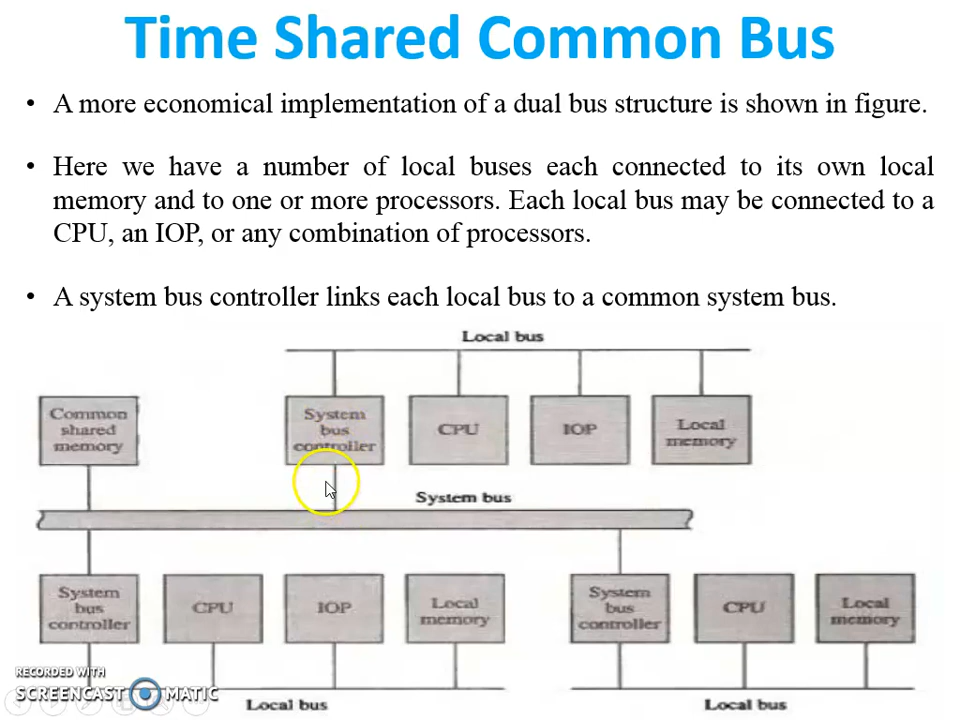 Time Shared Common Bus
• A more economical implementation of a dual bus structure is shown in figure.
• Here we have a number of local buses each connected to its own local
memory and to one or more processors. Each local bus may be connected to a
CPU, an IOP, or any combination of processors.
• A system bus controller links each local bus to a common system bus.
Local bus
Common
shared
memory
System
bus
controller
CPU
IOP
Local
memory
System bus
System
bus
controller
CPU
IOP
Local
memory
System
bus
controller
CPU
Local
memory
Local bus
Local bus
RECORDED WITH
SCREENCAST MATIC